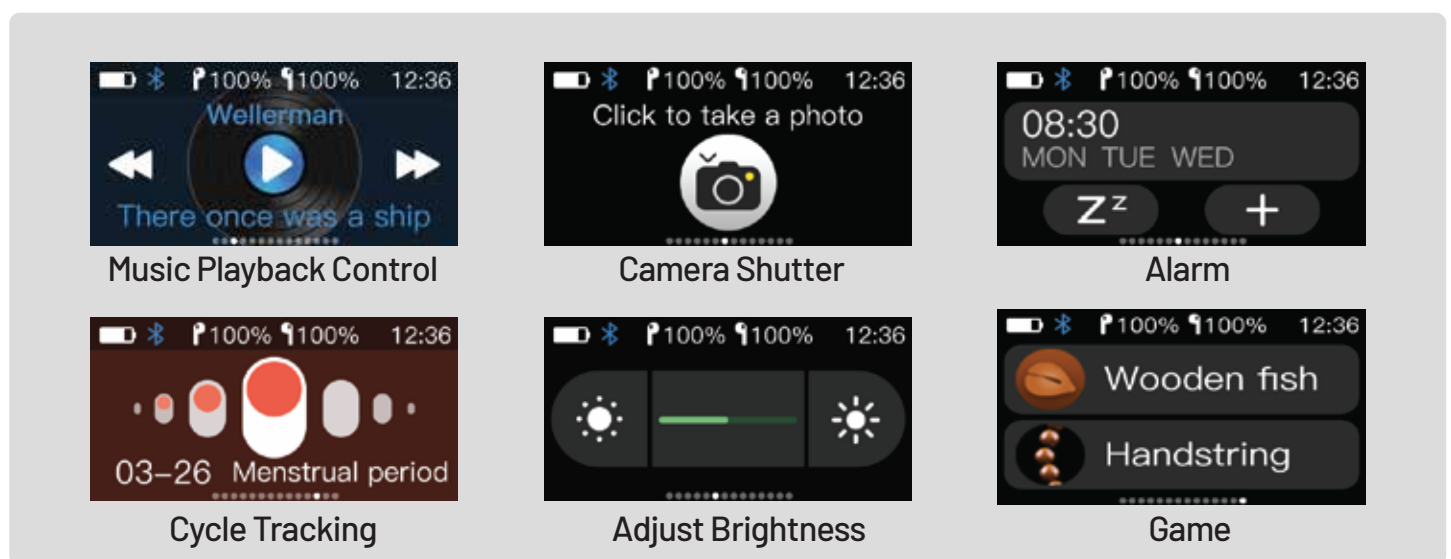 100% 100% 12:36
Wellerman
There once was a ship
Music Playback Control
100% 100% 12:36
Click to take a photo
Camera Shutter
100% 100% 12:36
08:30
MON TUE WED
Zz
Alarm
100% 100% 12:36
03-26 Menstrual period
Cycle Tracking
100% 100% 12:36
Adjust Brightness
100% 100% 12:36
Wooden fish
Handstring
Game